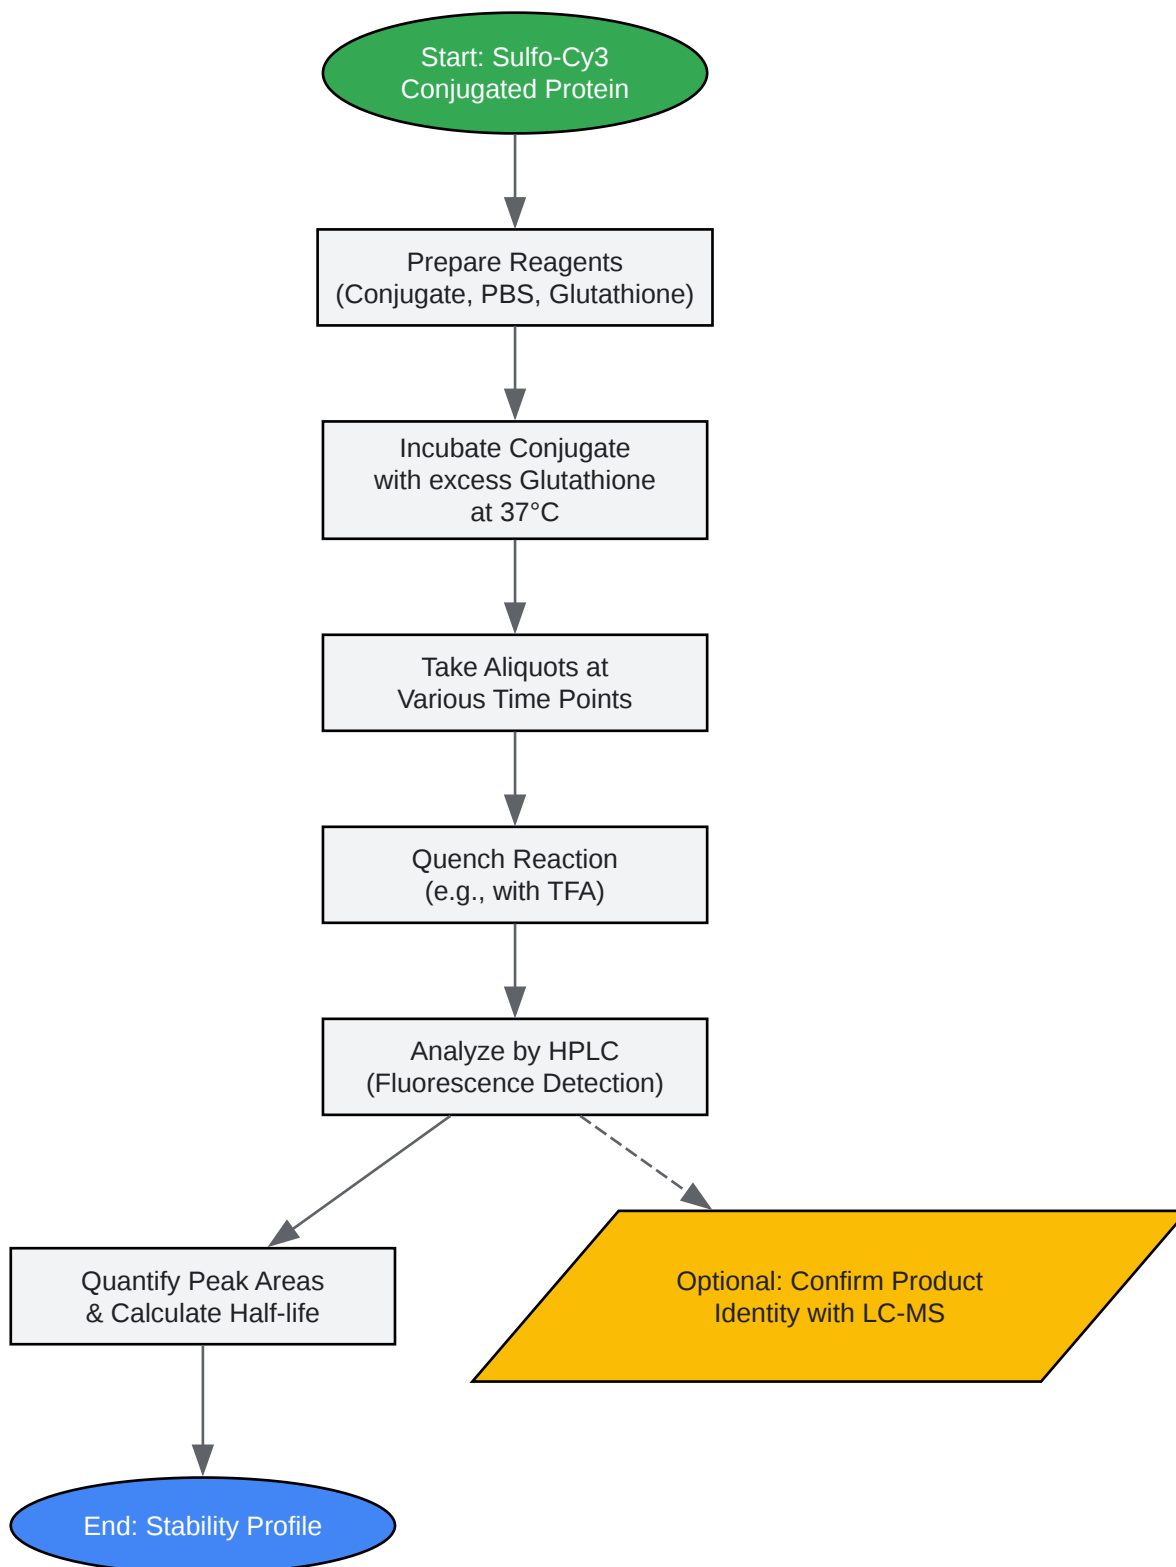 Start: Sulfo-Cy3
Conjugated Protein
Prepare Reagents
(Conjugate, PBS, Glutathione)
Incubate Conjugate
with excess Glutathione
at 37°C
Take Aliquots at
Various Time Points
Quench Reaction
(e.g., with TFA)
Analyze by HPLC
(Fluorescence Detection)
Quantify Peak Areas
& Calculate Half-life
Optional: Confirm Product
Identity with LC-MS
End: Stability Profile